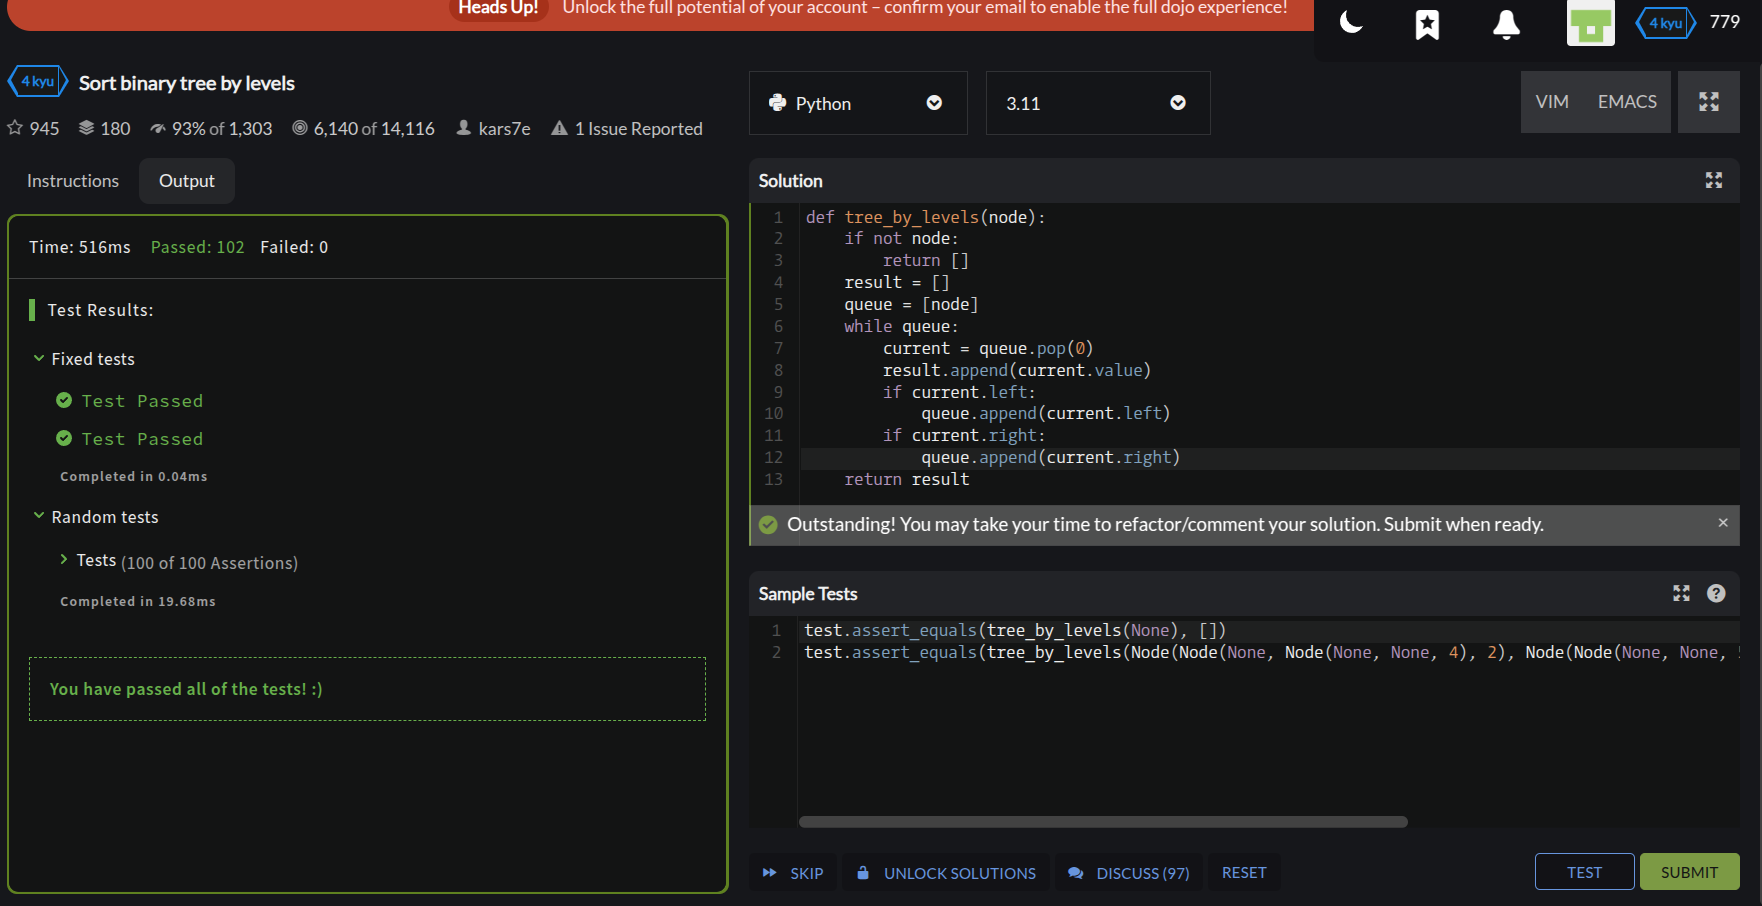 Heads Up! Unlock the full potential of your account – confirm your email to enable the full dojo experience!
4 kyu 779
4 kyu Sort binary tree by levels
945 180 93% of 1,303 6,140 of 14,116 kars7e 1 Issue Reported
Instructions Output
Time: 516ms Passed: 102 Failed: 0
Test Results:
Fixed tests
Test Passed
Test Passed
Completed in 0.04ms
Random tests
Tests (100 of 100 Assertions)
Completed in 19.68ms
You have passed all of the tests! :)
Python 3.11 VIM EMACS
Solution
1 def tree_by_levels(node):
2 if not node:
3 return []
4 result = []
5 queue = [node]
6 while queue:
7 current = queue.pop(0)
8 result.append(current.value)
9 if current.left:
10 queue.append(current.left)
11 if current.right:
12 queue.append(current.right)
13 return result
Outstanding! You may take your time to refactor/comment your solution. Submit when ready. ×
Sample Tests ?
1 test.assert_equals(tree_by_levels(None), [])
2 test.assert_equals(tree_by_levels(Node(Node(None, Node(None, None, 4), 2), Node(Node(None, None,
SKIP UNLOCK SOLUTIONS DISCUSS (97) RESET TEST SUBMIT